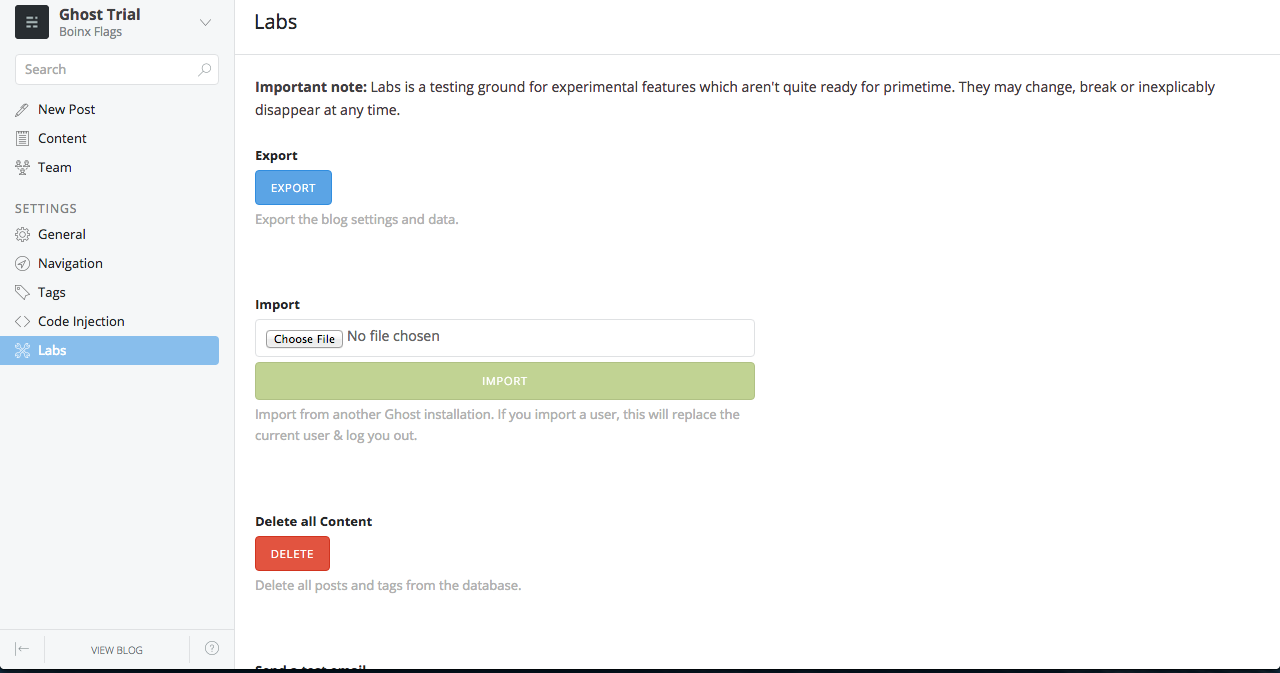 Ghost Trial
Boinx Flags
Search
New Post
Content
Team
SETTINGS
General
Navigation
Tags
Code Injection
Labs
VIEW BLOG
?
Labs
Important note: Labs is a testing ground for experimental features which aren't quite ready for primetime. They may change, break or inexplicably
disappear at any time.
Export
EXPORT
Export the blog settings and data.
Import
Choose File No file chosen
IMPORT
Import from another Ghost installation. If you import a user, this will replace the
current user & log you out.
Delete all Content
DELETE
Delete all posts and tags from the database.
Send a test email